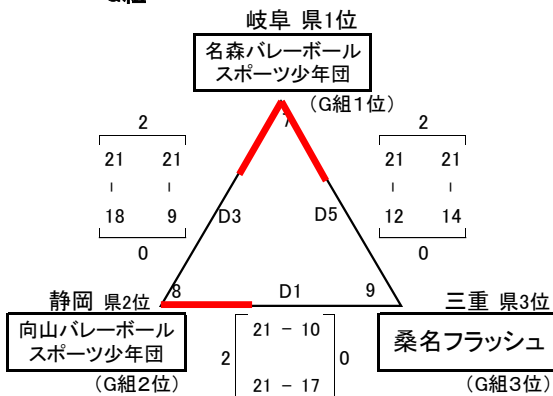 G組
岐阜 県1位
名森バレーボール
スポーツ少年団
(G組1位)
7
2
21 21
- -
18 9
0
2
21 21
- -
12 14
0
D3
D5
静岡 県2位
8
D1
9
三重 県3位
向山バレーボール
スポーツ少年団
(G組2位)
2
21 - 10
21 - 17
0
桑名フラッシュ
(G組3位)